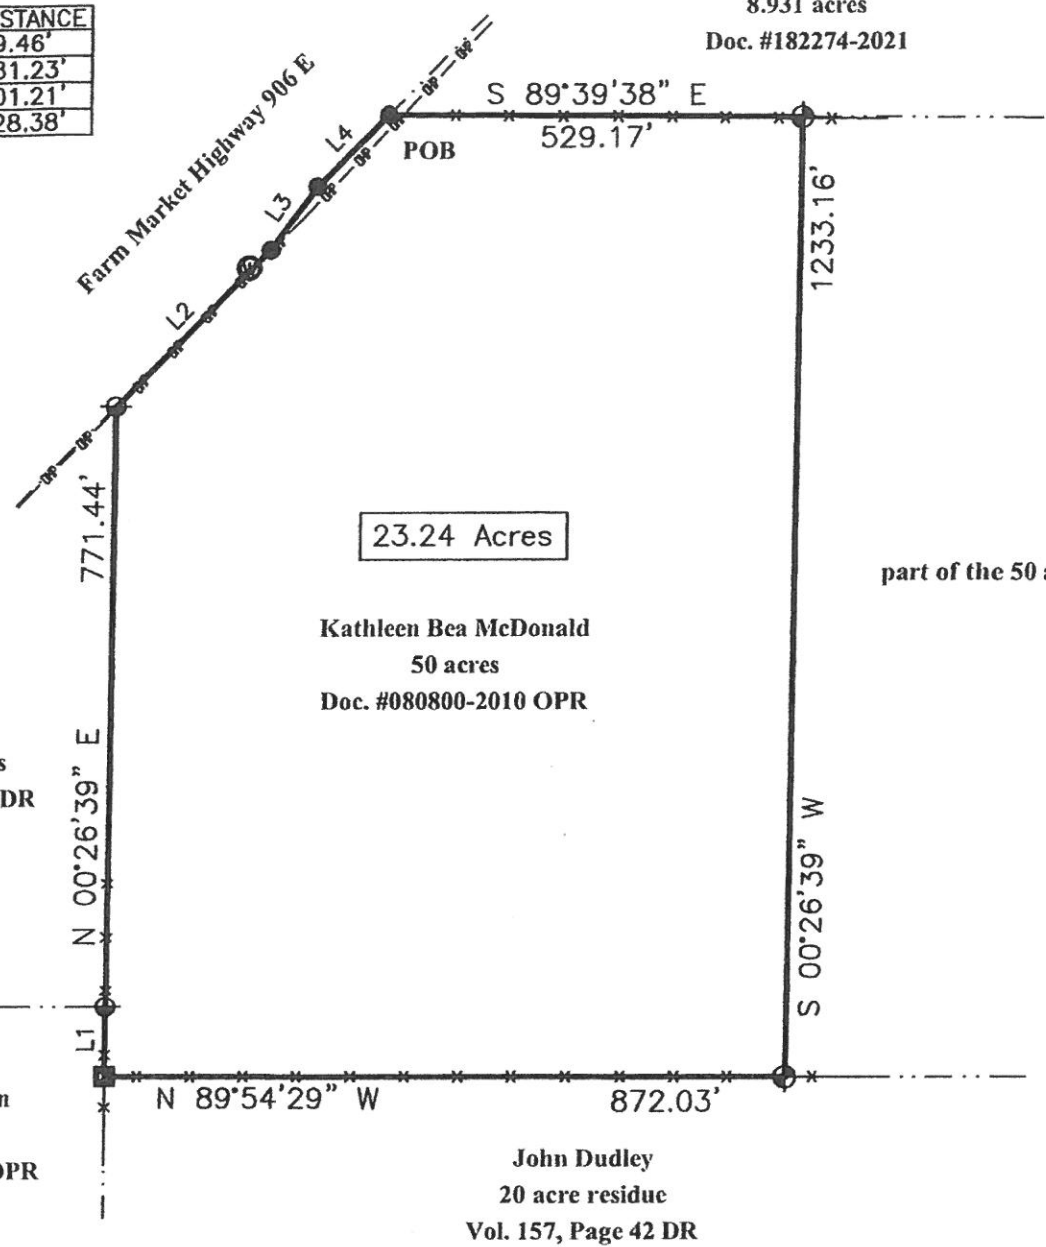 STANCE
9.46'
31.23'
01.21'
28.38'
8.931 acres
Doc. #182274-2021
Farm Market Highway 906 E
S 89°39'38" E
529.17'
POB
L4
L3
L2
OHP
1233.16'
771.44'
23.24 Acres
part of the 50
Kathleen Bea McDonald
50 acres
Doc. #080800-2010 OPR
N 00°26'39" E
s
DR
S 00°26'39" W
L1
N 89°54'29" W
872.03'
n
OPR
John Dudley
20 acre residue
Vol. 157, Page 42 DR